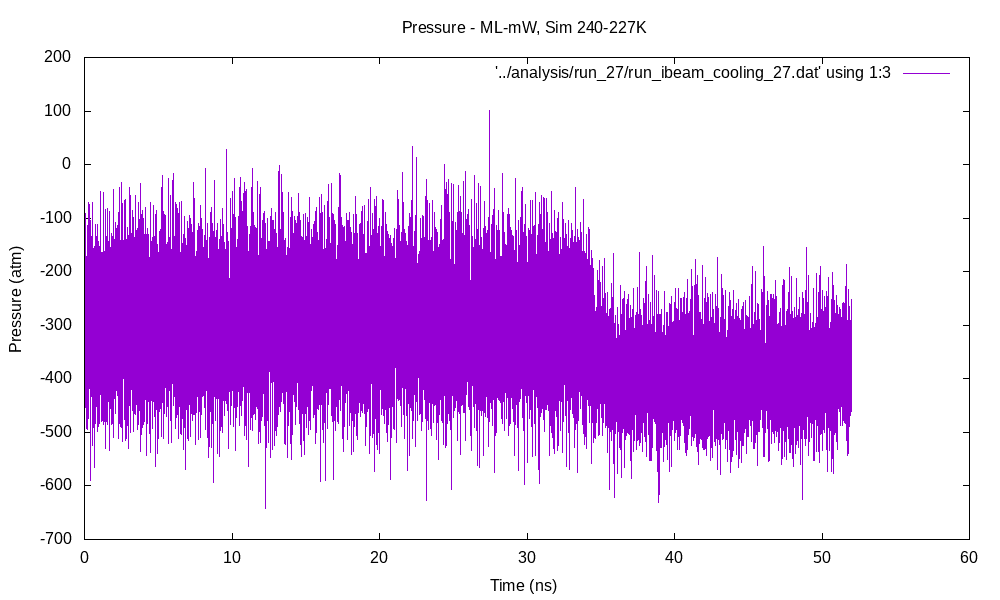 Pressure - ML-mW, Sim 240-227K
'../analysis/run_27/run_ibeam_cooling_27.dat' using 1:3
200
100
0
-100
-200
-300
-400
-500
-600
-700
Pressure (atm)
0 10 20 30 40 50 60
Time (ns)